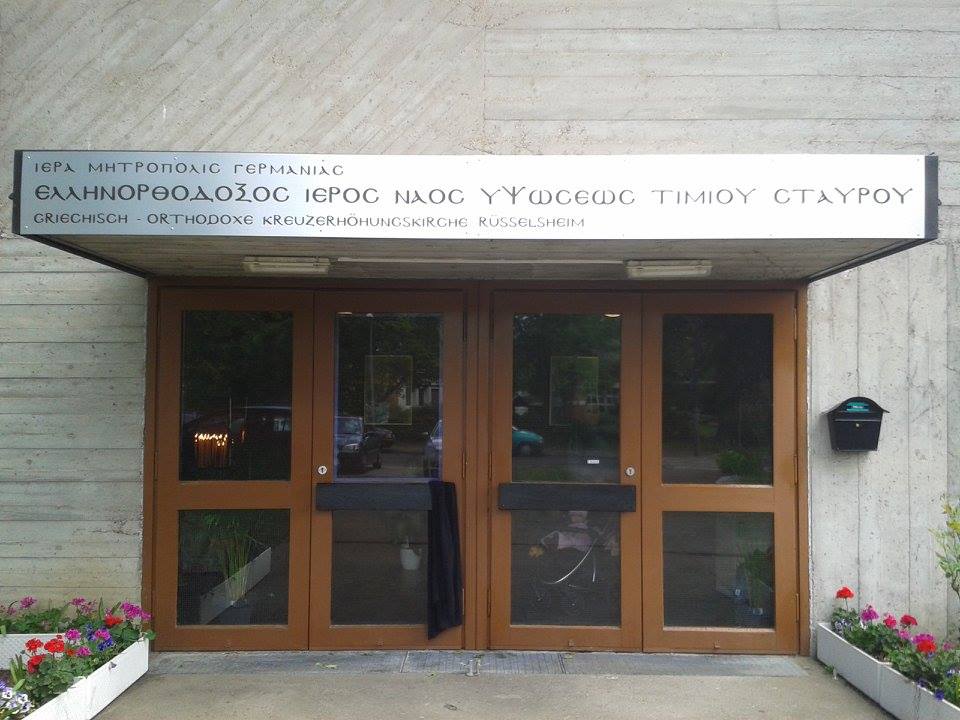 ΙΕΡΑ ΜΗΤΡΟΠΟΛΙΣ ΓΕΡΜΑΝΙΑΣ
ΕΛΛΗΝΟΡΘΟΔΟΞΟΣ ΙΕΡΟΣ ΝΑΟΣ ΥΨΩΣΕΩΣ ΤΙΜΙΟΥ ΣΤΑΥΡΟΥ
GRIECHISCH - ORTHODOXE KREUZERHÖHUNGSKIRCHE RÜSSELSHEIM